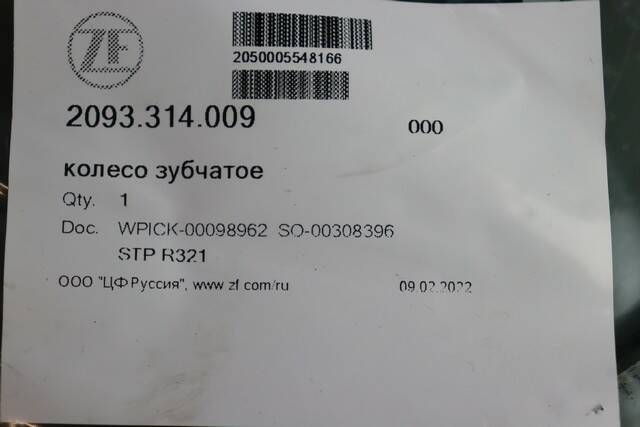 ZF
2050005548166
2093.314.009
000
колесо зубчатое
Qty. 1
Doc. WPICK-00098962 SO-00308396
STP R321
ООО "ЦФ Руссия", www zf com/ru
09.02.2022